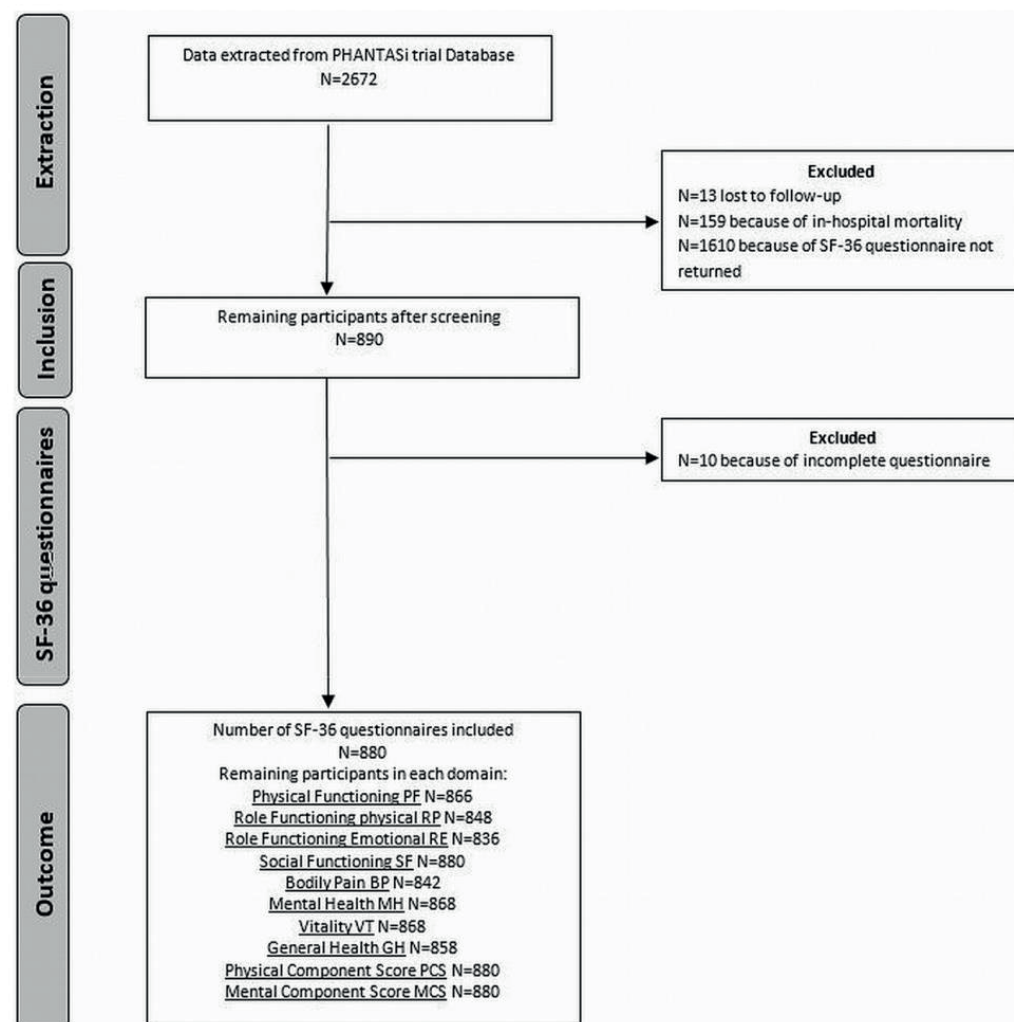 Extraction
Data extracted from PHANTASi trial Database
N=2672
Excluded
N=13 lost to follow-up
N=159 because of in-hospital mortality
N=1610 because of SF-36 questionnaire not
returned
Inclusion
Remaining participants after screening
N=890
SF-36 questionnaires
Excluded
N=10 because of incomplete questionnaire
Outcome
Number of SF-36 questionnaires included
N=880
Remaining participants in each domain:
Physical Functioning PF N=866
Role Functioning physical RP N=848
Role Functioning Emotional RE N=836
Social Functioning SF N=880
Bodily Pain BP N=842
Mental Health MH N=868
Vitality VT N=868
General Health GH N=858
Physical Component Score PCS N=880
Mental Component Score MCS N=880